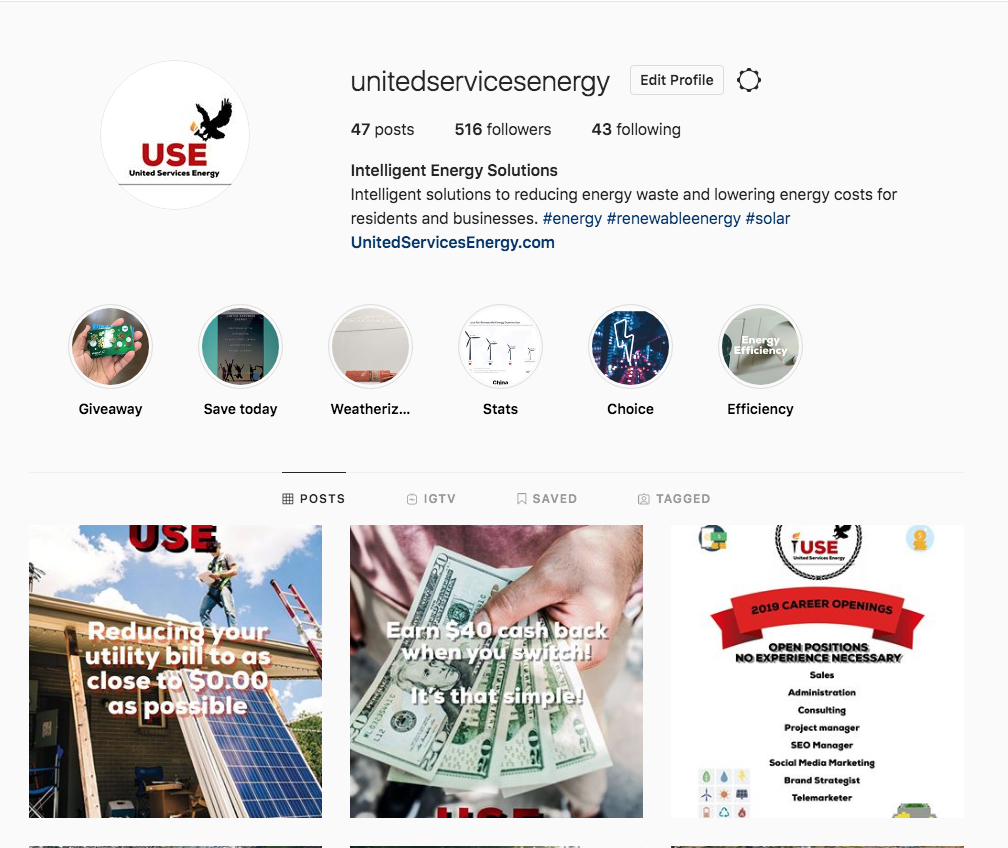 unitedservicesenergy
Edit Profile
47 posts
516 followers
43 following
USE
United Services Energy
Intelligent Energy Solutions
Intelligent solutions to reducing energy waste and lowering energy costs for
residents and businesses. #energy #renewableenergy #solar
UnitedServicesEnergy.com
China
Energy
Efficiency
Giveaway
Save today
Weatheriz...
Stats
Choice
Efficiency
POSTS
IGTV
SAVED
TAGGED
USE
Reducing your
utility bill to as
close to $0.00
as possible
Earn $40 cash back
when you switch!
It's that simple!
USE
USE
United Services Energy
2019 CAREER OPENINGS
OPEN POSITIONS
NO EXPERIENCE NECESSARY
Sales
Administration
Consulting
Project manager
SEO Manager
Social Media Marketing
Brand Strategist
Telemarketer